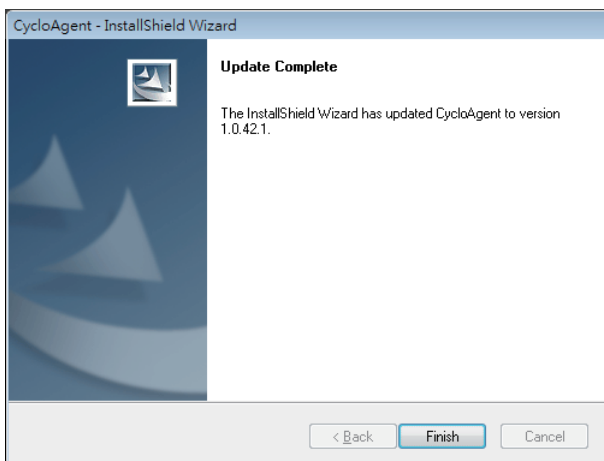 CycloAgent - InstallShield Wizard
Update Complete
The InstallShield Wizard has updated CycloAgent to version
1.0.42.1.
< Back
Finish
Cancel